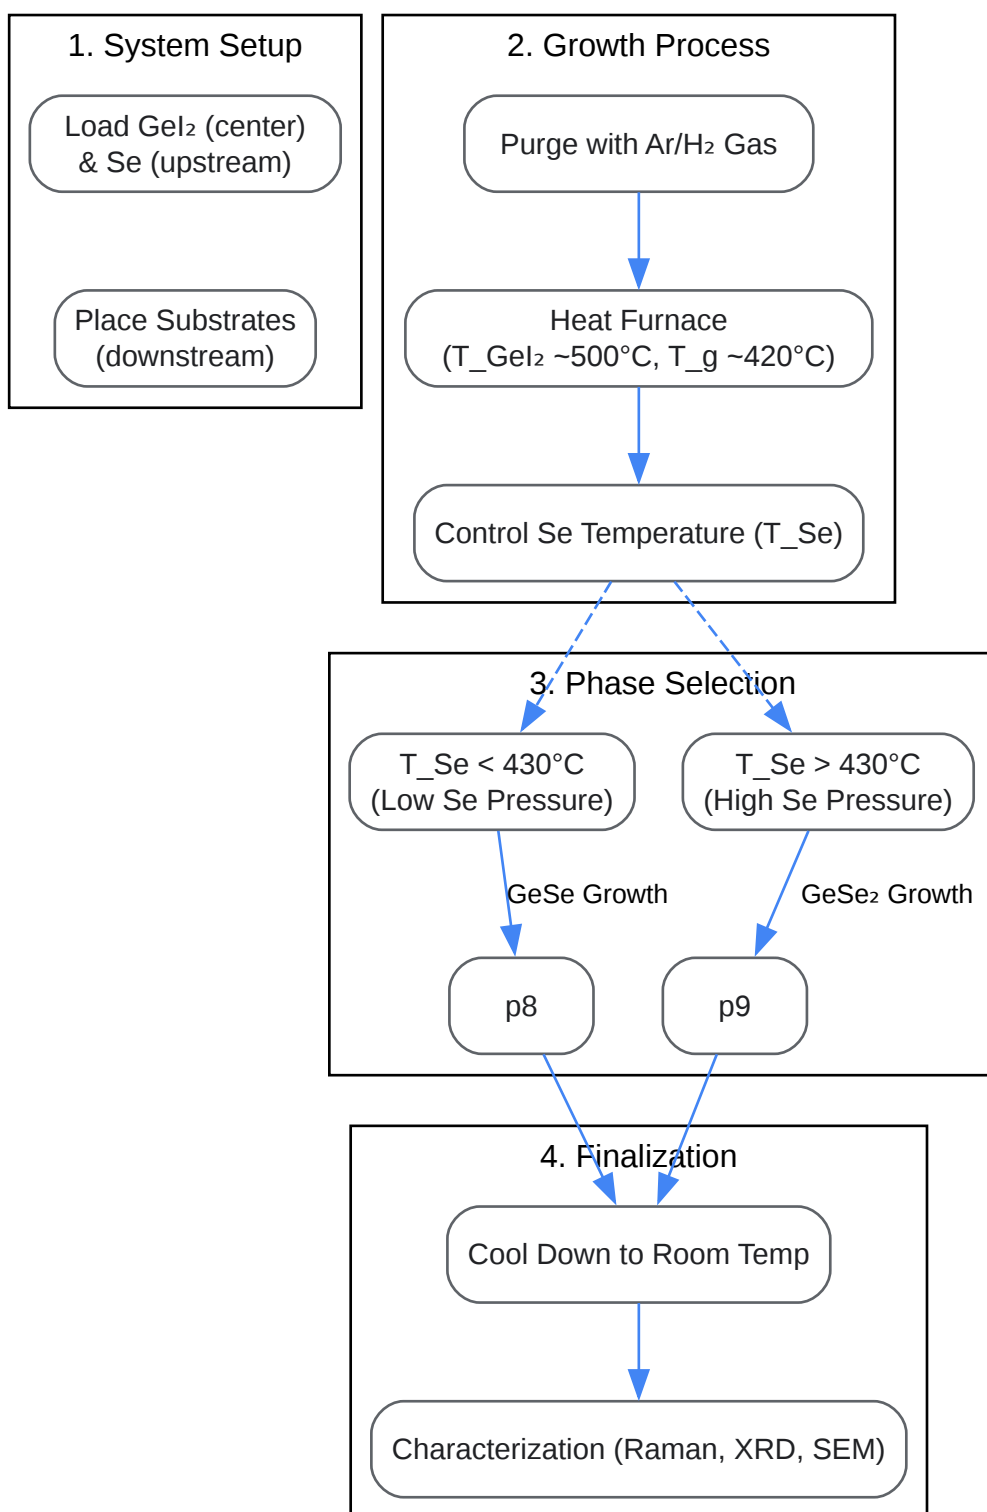 1. System Setup
Load GeI₂ (center)
& Se (upstream)
Place Substrates
(downstream)
2. Growth Process
Purge with Ar/H₂ Gas
Heat Furnace
(T_GeI₂ ~500°C, T_g ~420°C)
Control Se Temperature (T_Se)
3. Phase Selection
T_Se < 430°C
(Low Se Pressure)
T_Se > 430°C
(High Se Pressure)
GeSe Growth
GeSe₂ Growth
p8
p9
4. Finalization
Cool Down to Room Temp
Characterization (Raman, XRD, SEM)